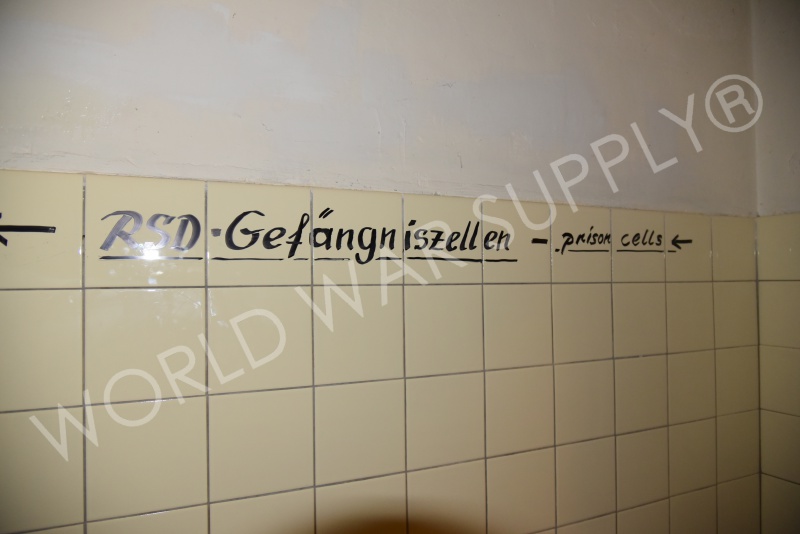 ← RSD-Gefängniszellen - prison cells ←
WORLD WAR SUPPLY®